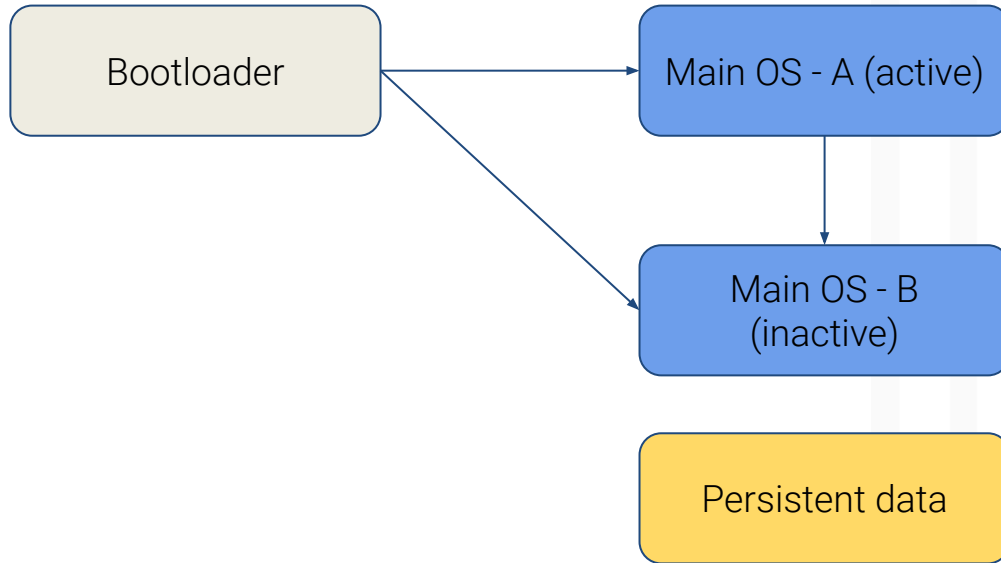 Bootloader
Main OS - A (active)
Main OS - B
(inactive)
Persistent data